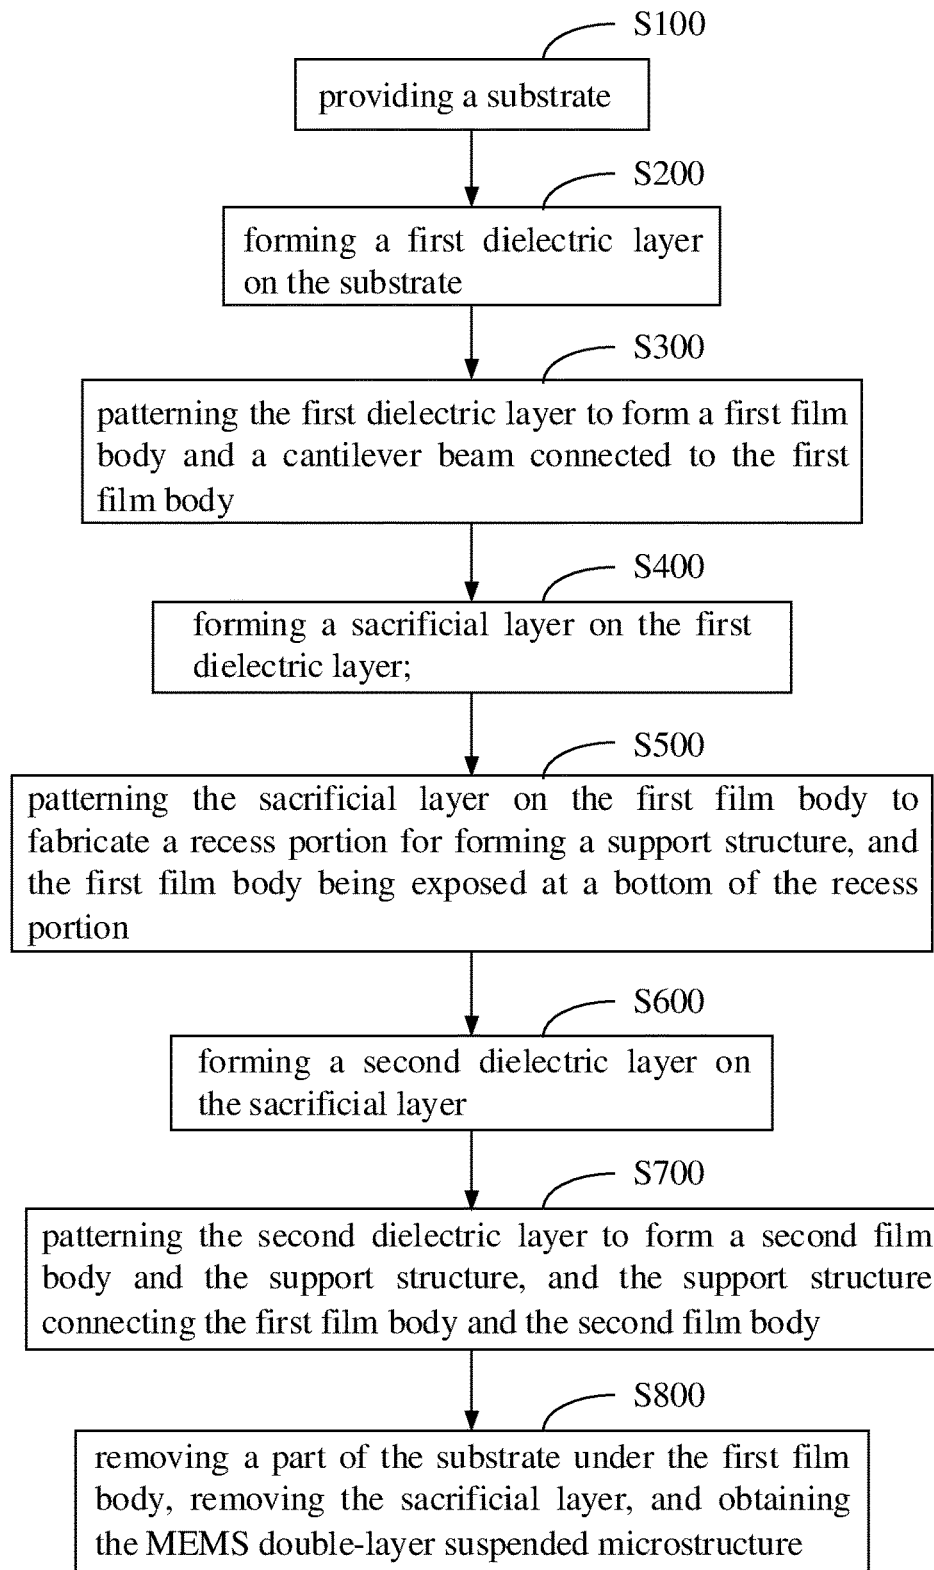 S100
providing a substrate
S200
forming a first dielectric layer
on the substrate
S300
patterning the first dielectric layer to form a first film
body and a cantilever beam connected to the first
film body
S400
forming a sacrificial layer on the first
dielectric layer;
S500
patterning the sacrificial layer on the first film body to
fabricate a recess portion for forming a support structure, and
the first film body being exposed at a bottom of the recess
portion
S600
forming a second dielectric layer on
the sacrificial layer
S700
patterning the second dielectric layer to form a second film
body and the support structure, and the support structure
connecting the first film body and the second film body
S800
removing a part of the substrate under the first film
body, removing the sacrificial layer, and obtaining
the MEMS double-layer suspended microstructure